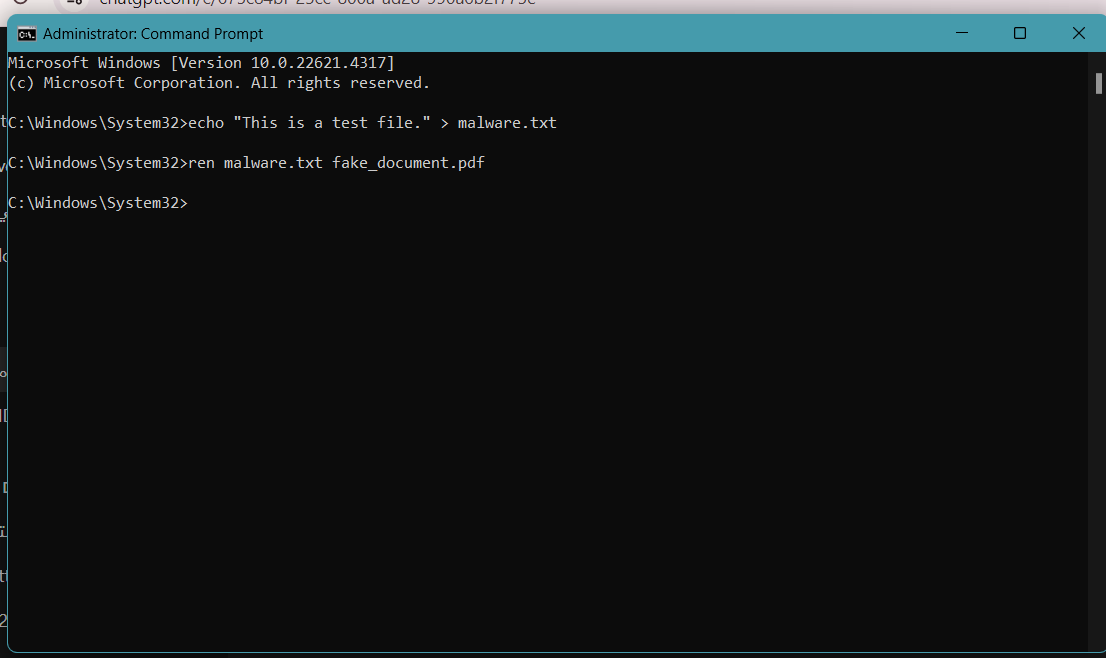 Administrator: Command Prompt
Microsoft Windows [Version 10.0.22621.4317]
(c) Microsoft Corporation. All rights reserved.
C:\Windows\System32>echo "This is a test file." > malware.txt
C:\Windows\System32>ren malware.txt fake_document.pdf
C:\Windows\System32>